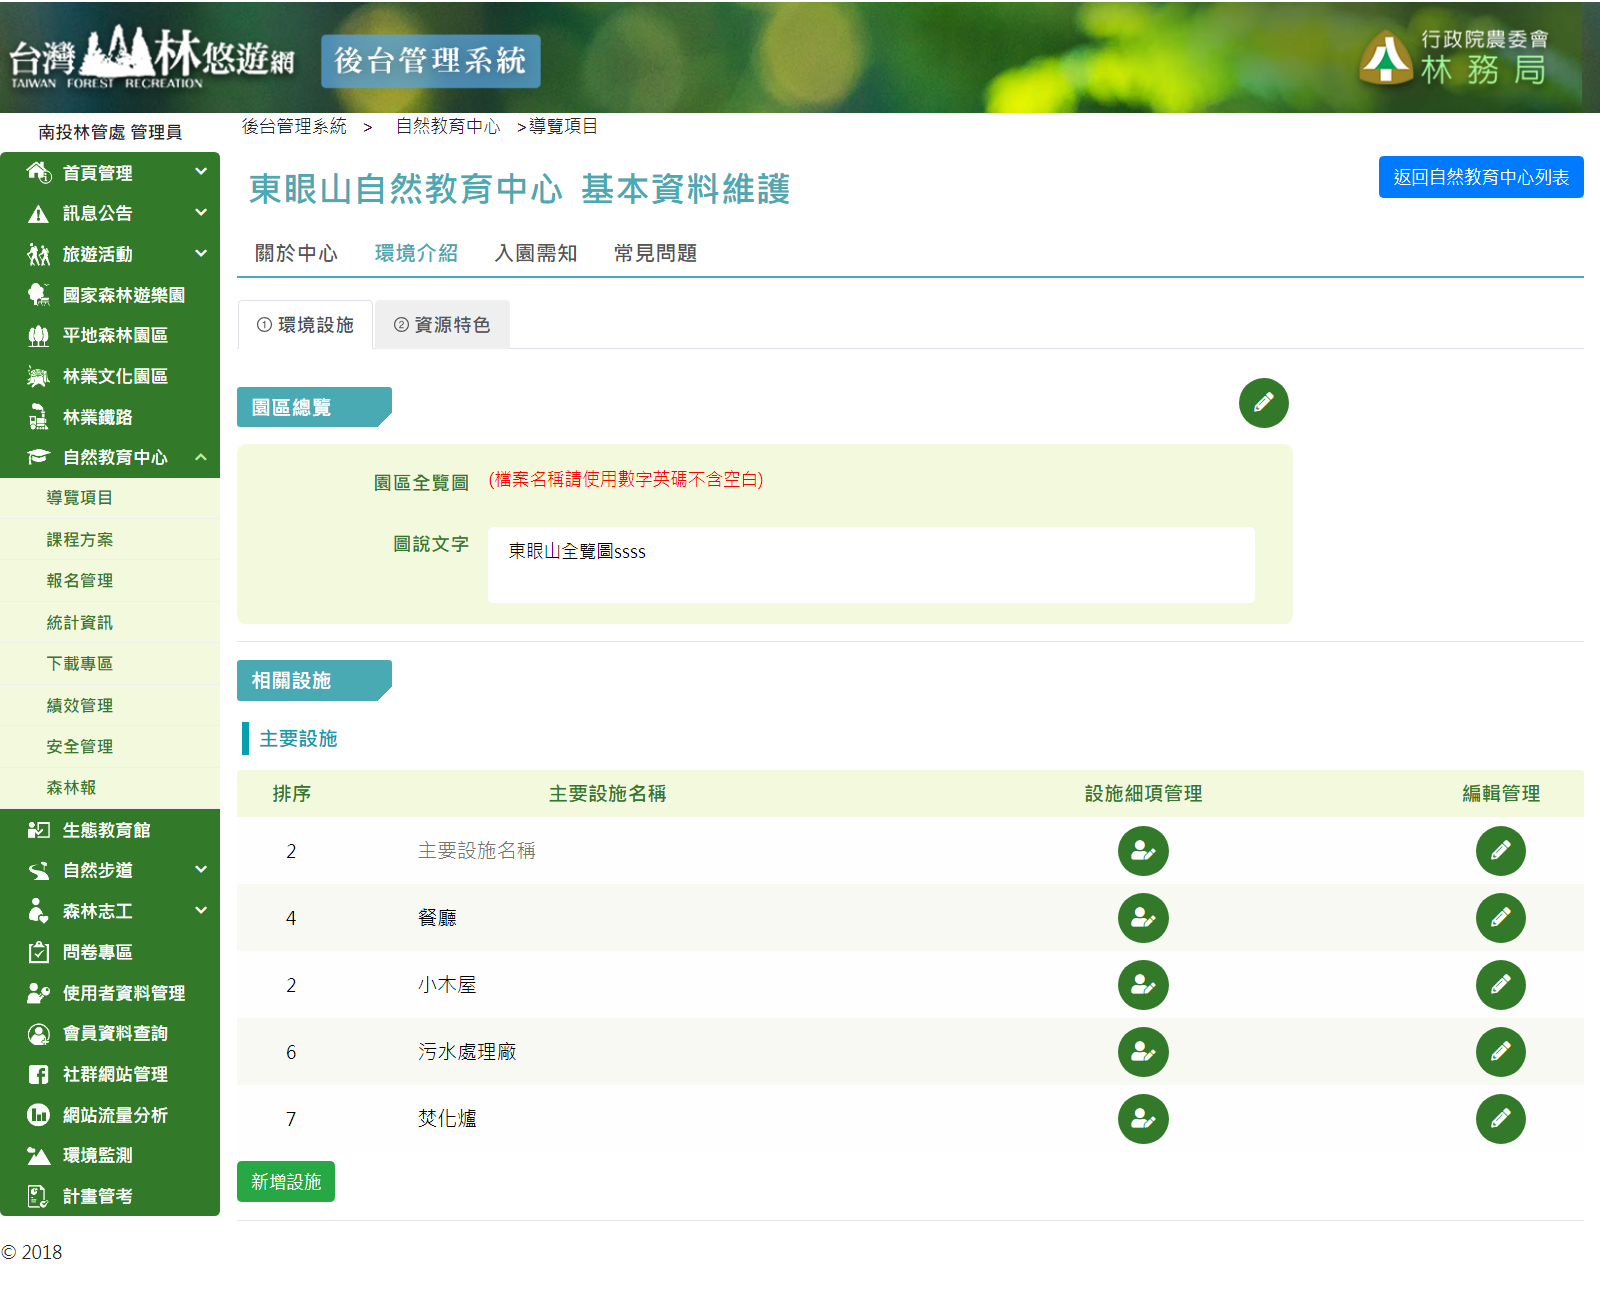 台灣山林悠遊網
TAIWAN FOREST RECREATION
後台管理系統
行政院農委會
林務局
南投林管處 管理員
後台管理系統 > 自然教育中心 >導覽項目
首頁管理
訊息公告
旅遊活動
國家森林遊樂園
平地森林園區
林業文化園區
林業鐵路
自然教育中心
導覽項目
課程方案
報名管理
統計資訊
下載專區
績效管理
安全管理
森林報
生態教育館
自然步道
森林志工
問卷專區
使用者資料管理
會員資料查詢
社群網站管理
網站流量分析
環境監測
計畫管考
東眼山自然教育中心 基本資料維護
返回自然教育中心列表
關於中心 環境介紹 入園需知 常見問題
① 環境設施 ② 資源特色
園區總覽
園區全覽圖 (檔案名稱請使用數字英碼不含空白)
圖說文字 東眼山全覽圖ssss
相關設施
主要設施
排序 主要設施名稱 設施細項管理 編輯管理
2 主要設施名稱
4 餐廳
2 小木屋
6 污水處理廠
7 焚化爐
新增設施
© 2018